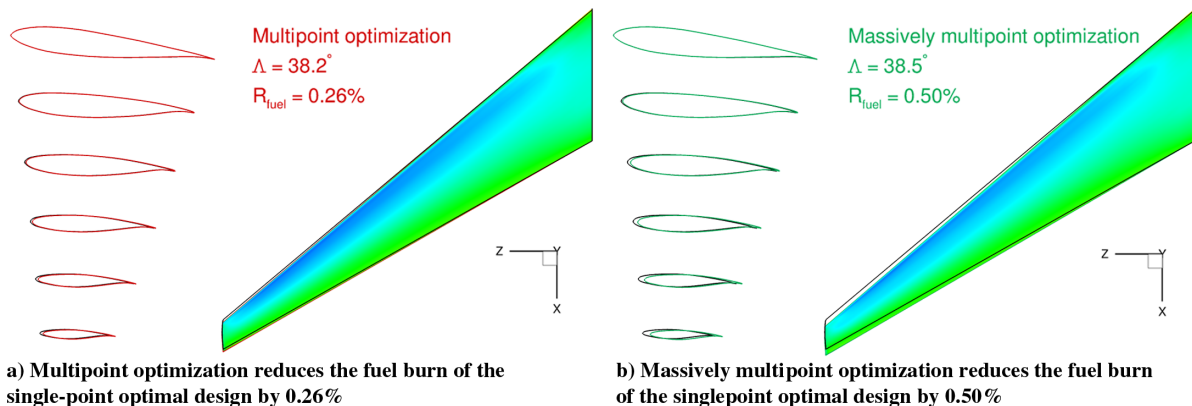 Multipoint optimization
Λ = 38.2°
R_fuel = 0.26%
Z
Y
X
a) Multipoint optimization reduces the fuel burn of the
single-point optimal design by 0.26%
Massively multipoint optimization
Λ = 38.5°
R_fuel = 0.50%
Z
Y
X
b) Massively multipoint optimization reduces the fuel burn
of the singlepoint optimal design by 0.50%